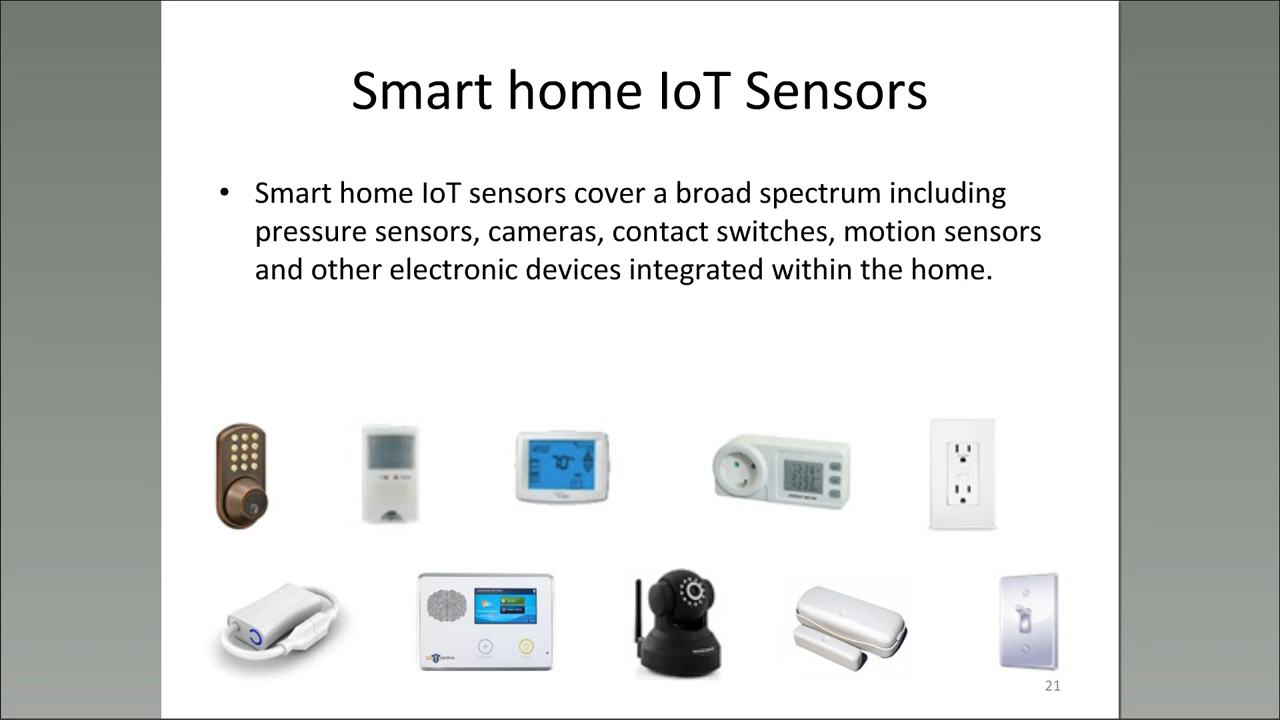 Smart home IoT Sensors
• Smart home IoT sensors cover a broad spectrum including
pressure sensors, cameras, contact switches, motion sensors
and other electronic devices integrated within the home.
70°
21